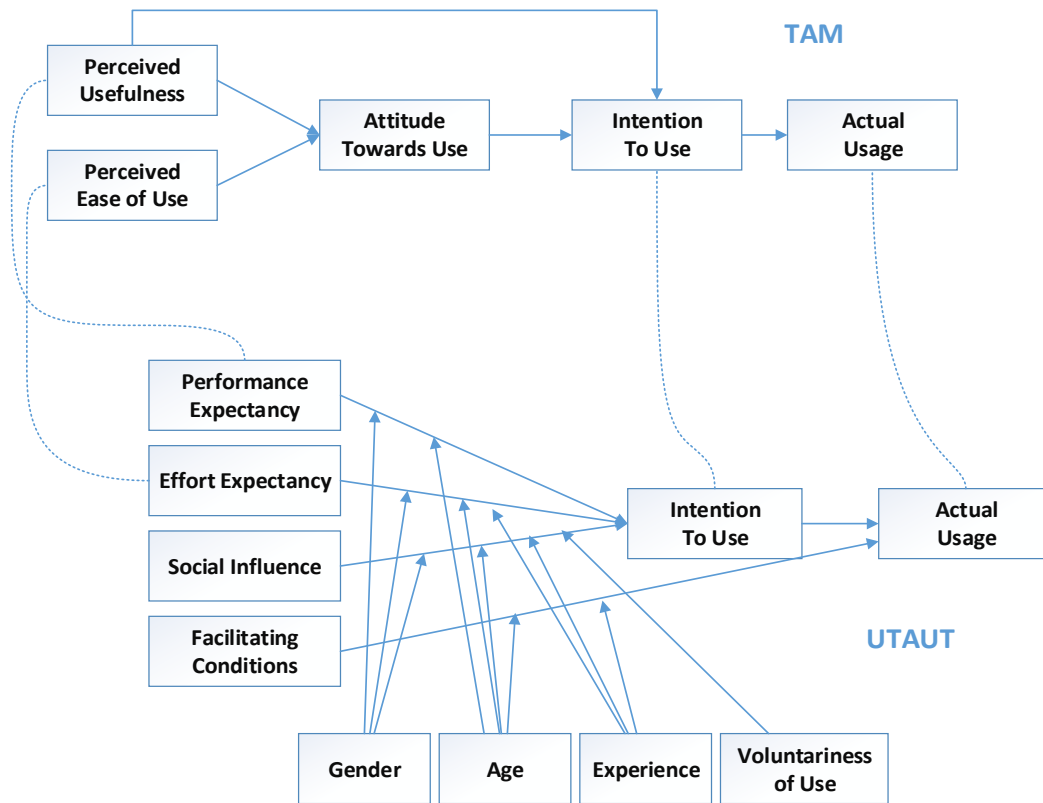 TAM
Perceived
Usefulness
Attitude
Towards Use
Intention
To Use
Actual
Usage
Perceived
Ease of Use
Performance
Expectancy
Effort Expectancy
Social Influence
Facilitating
Conditions
Intention
To Use
Actual
Usage
UTAUT
Gender
Age
Experience
Voluntariness
of Use